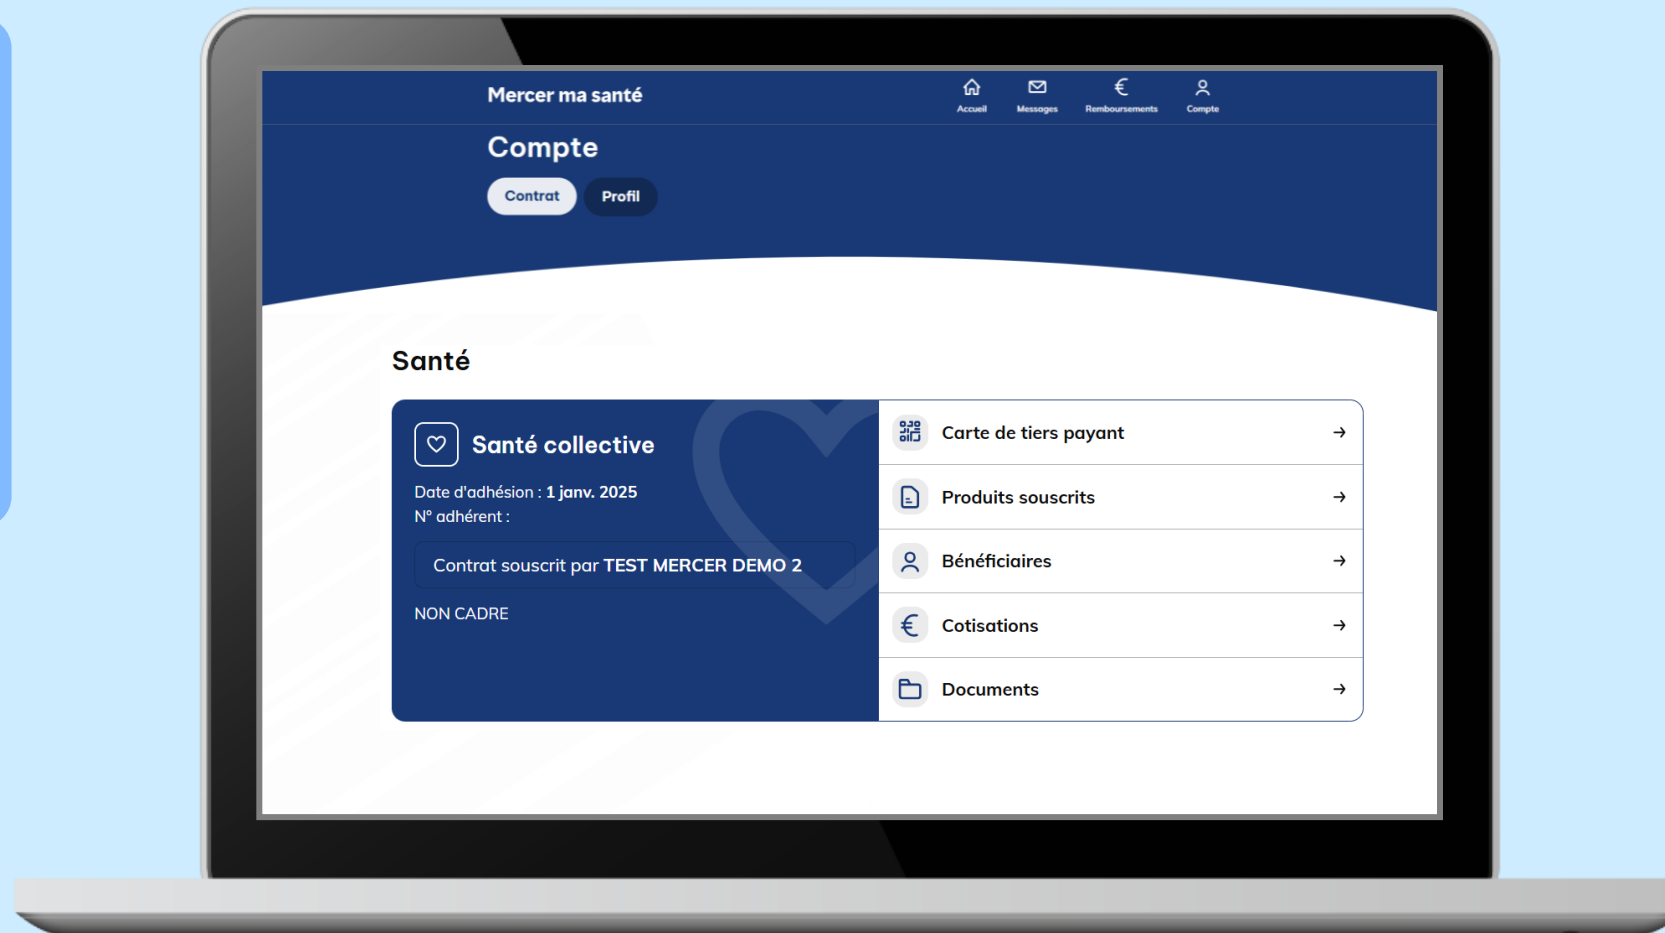 Mercer ma santé
Accueil
Messages
Remboursements
Compte
Compte
Contrat
Profil
Santé
Santé collective
Date d'adhésion : 1 janv. 2025
N° adhérent :
Contrat souscrit par TEST MERCER DEMO 2
NON CADRE
Carte de tiers payant
Produits souscrits
Bénéficiaires
Cotisations
Documents